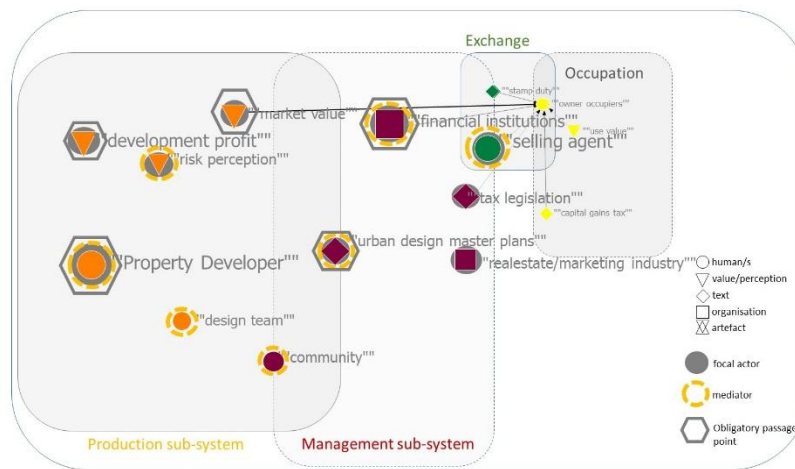 Exchange
Occupation
""stamp duty""
""owner occupiers""
""market value""
""financial institutions""
""use value""
""development profit""
""selling agent""
""risk perception""
""tax legislation""
""capital gains tax""
""urban design master plans""
""Property Developer""
""realestate/marketing industry""
""design team""
""community""
human/s
value/perception
text
organisation
artefact
focal actor
mediator
Obligatory passage
point
Production sub-system
Management sub-system